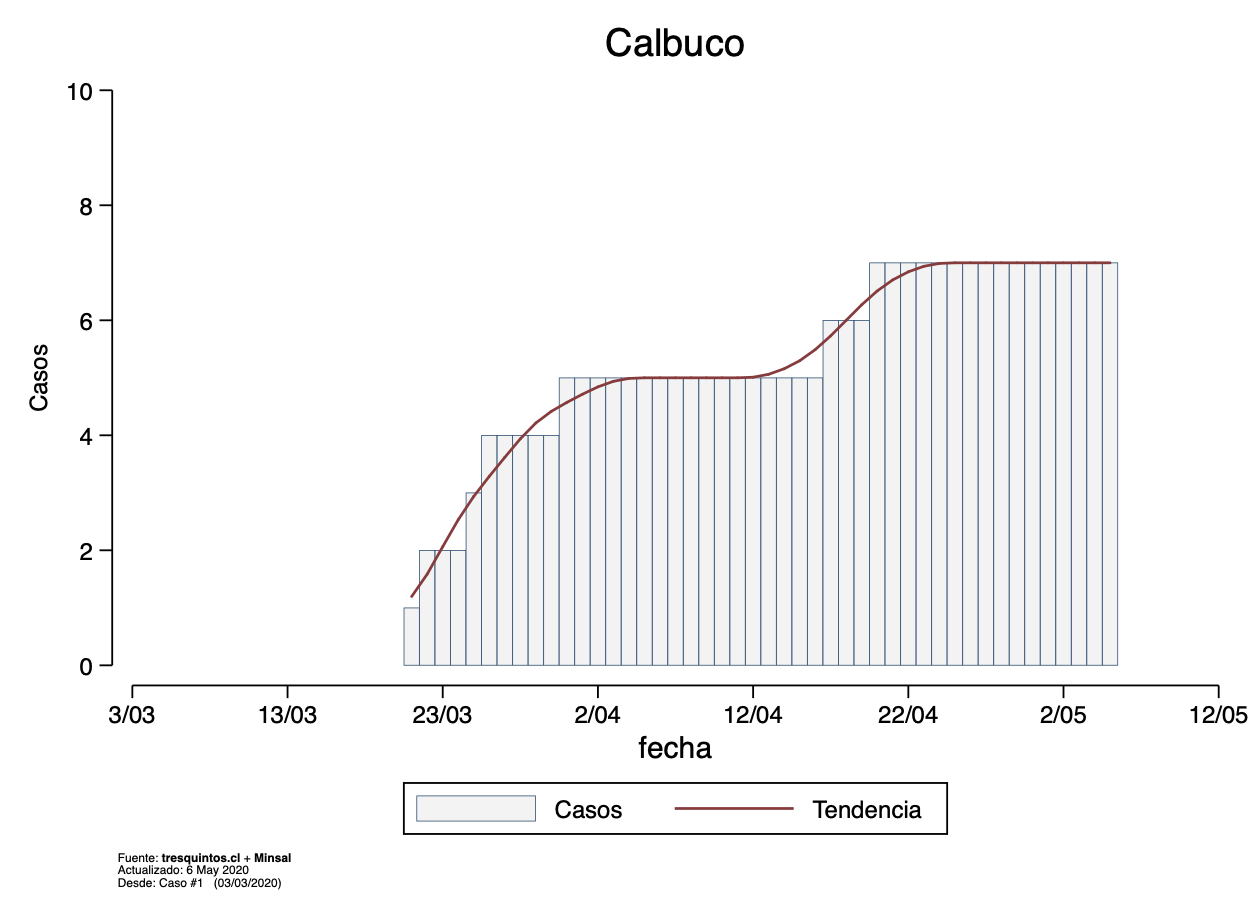 Calbuco
10
8
6
4
2
0
Casos
3/03 13/03 23/03 2/04 12/04 22/04 2/05 12/05
fecha
Casos Tendencia
Fuente: tresquintos.cl + Minsal
Actualizado: 6 May 2020
Desde: Caso #1 (03/03/2020)